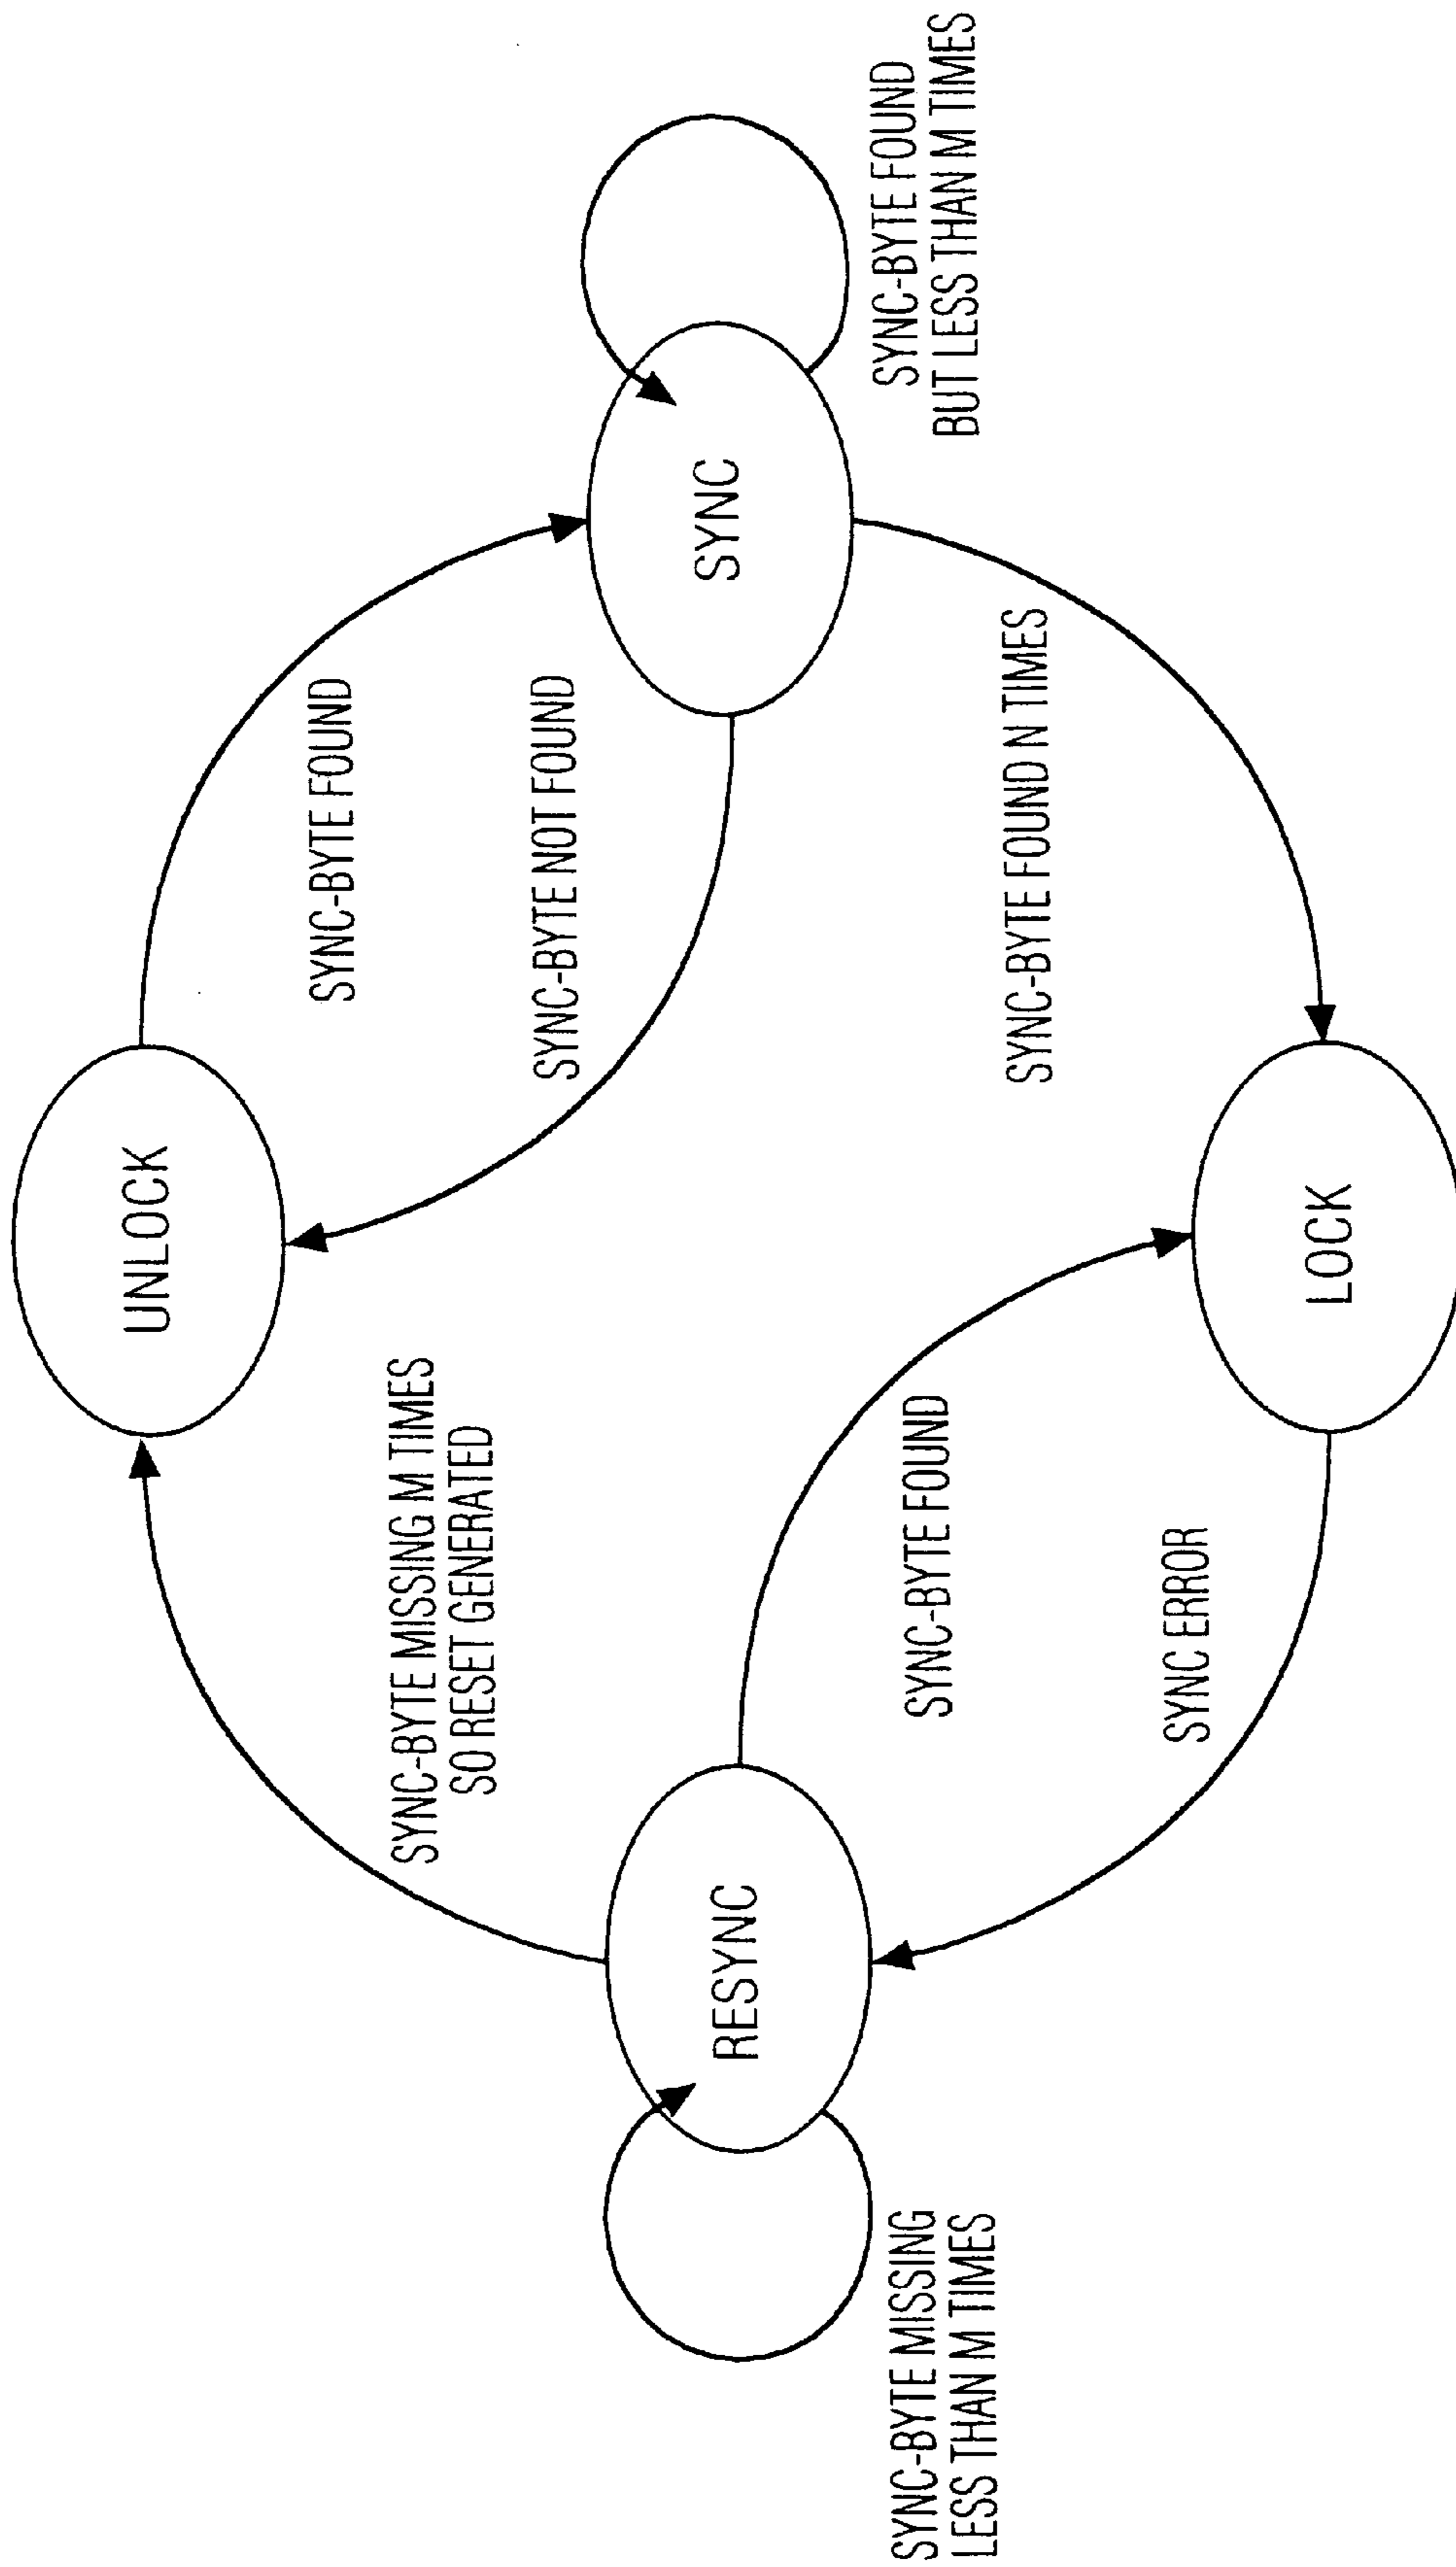 UNLOCK
SYNC-BYTE MISSING M TIMES
SO RESET GENERATED
SYNC-BYTE FOUND
SYNC-BYTE NOT FOUND
RESYNC
SYNC
SYNC-BYTE MISSING
LESS THAN M TIMES
SYNC-BYTE FOUND
SYNC-BYTE FOUND
BUT LESS THAN M TIMES
SYNC-BYTE FOUND N TIMES
SYNC ERROR
LOCK